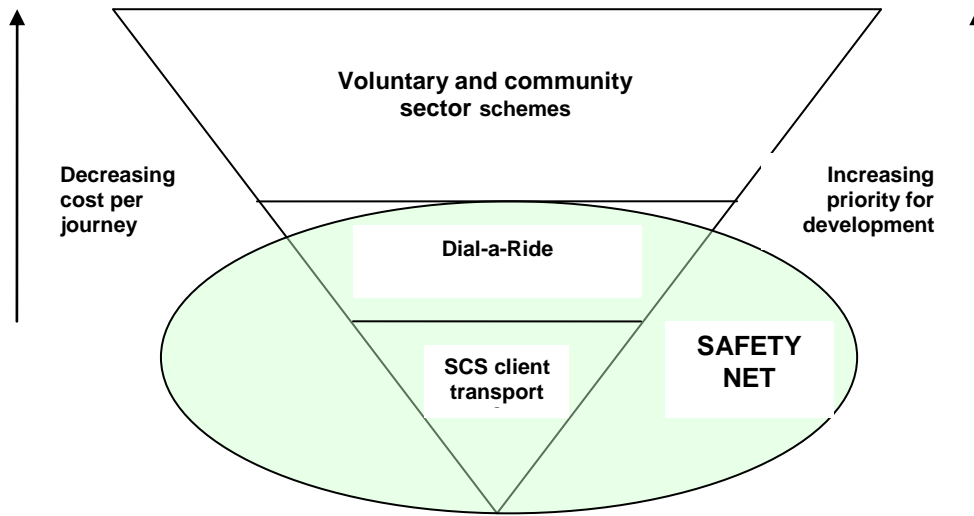 Voluntary and community
sector schemes
Decreasing
cost per
journey
Increasing
priority for
development
Dial-a-Ride
SAFETY
NET
SCS client
transport